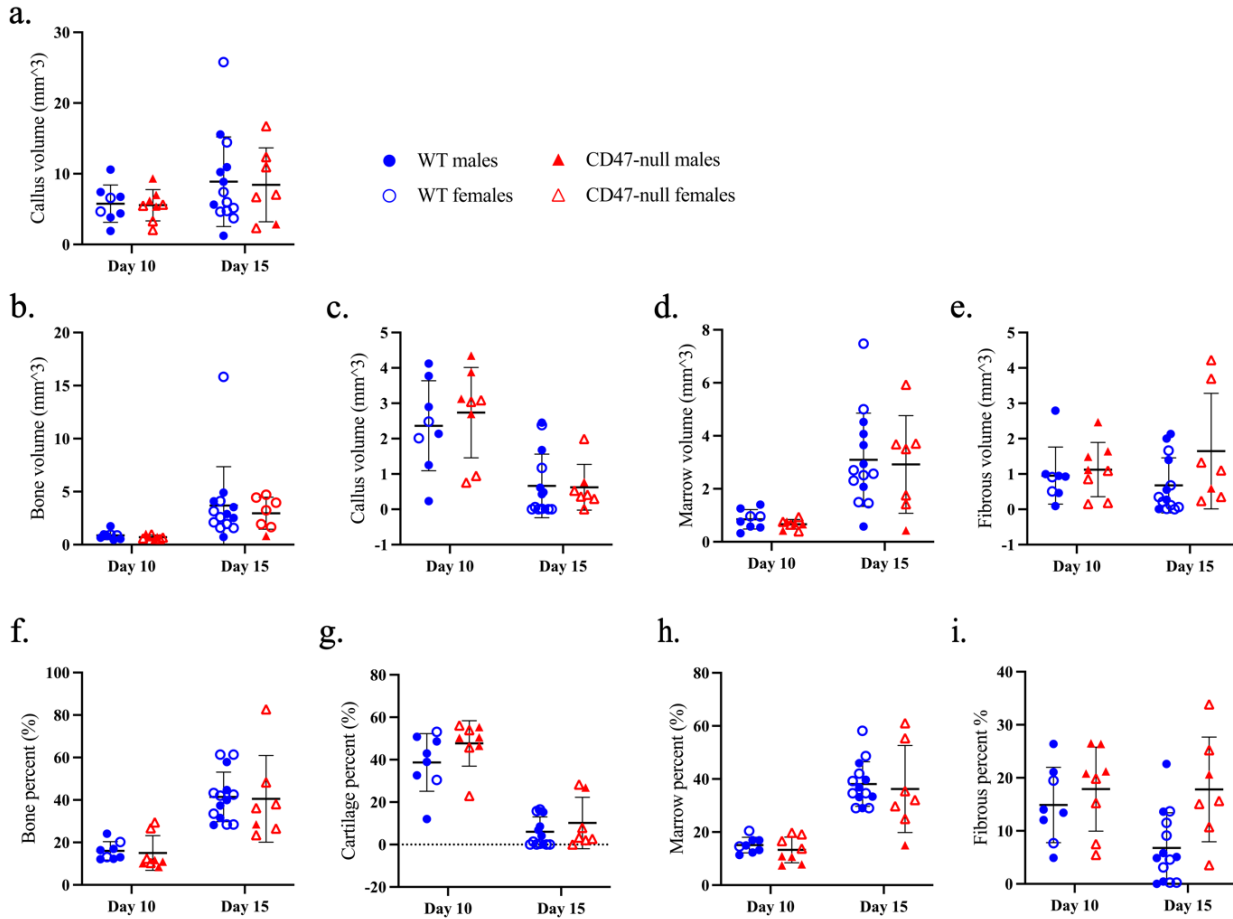 a.
Callus volume (mm^3)
30
20
10
0
Day 10
Day 15
WT males
CD47-null males
WT females
CD47-null females
b.
Bone volume (mm^3)
20
15
10
5
0
Day 10
Day 15
c.
Callus volume (mm^3)
5
4
3
2
1
0
-1
Day 10
Day 15
d.
Marrow volume (mm^3)
8
6
4
2
0
Day 10
Day 15
e.
Fibrous volume (mm^3)
5
4
3
2
1
0
-1
Day 10
Day 15
f.
Bone percent (%)
100
80
60
40
20
0
Day 10
Day 15
g.
Cartilage percent (%)
80
60
40
20
0
-20
Day 10
Day 15
h.
Marrow percent (%)
80
60
40
20
0
Day 10
Day 15
i.
Fibrous percent %
40
30
20
10
0
Day 10
Day 15